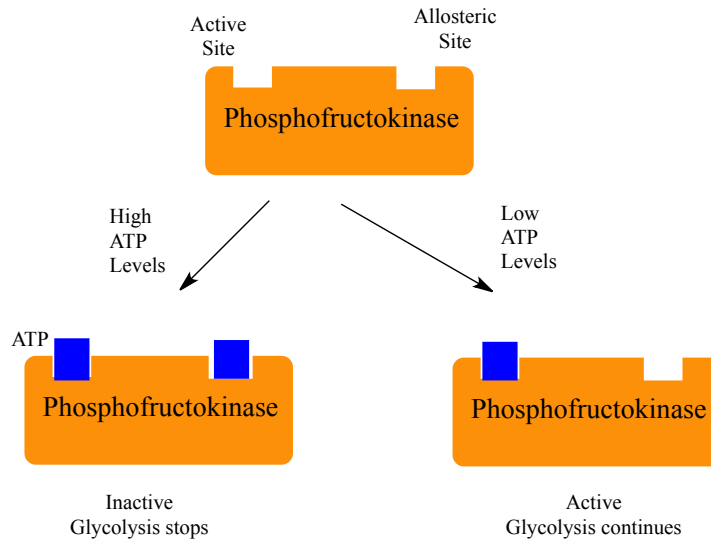 Active
Site
Allosteric
Site
Phosphofructokinase
High
ATP
Levels
Low
ATP
Levels
ATP
Phosphofructokinase
Phosphofructokinase
Inactive
Glycolysis stops
Active
Glycolysis continues